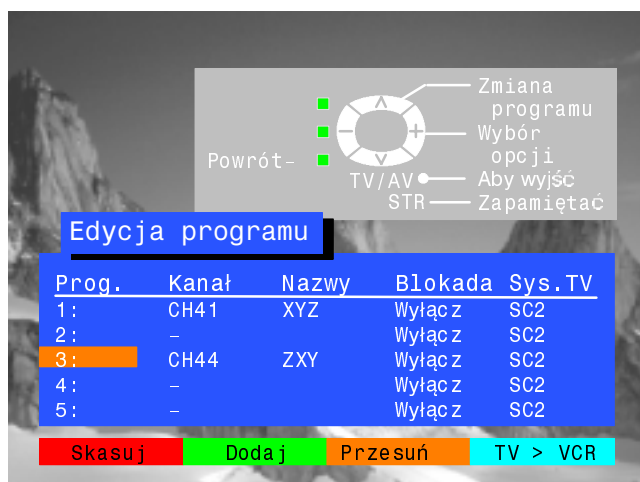 Zmiana
programu
Wybór
opcji
Powrót-
TV/AV Aby wyjść
STR Zapamiętać
Edycja programu
Prog. Kanał Nazwy Blokada Sys.TV
1: CH41 XYZ Wyłącz SC2
2: – Wyłącz SC2
3: CH44 ZXY Wyłącz SC2
4: – Wyłącz SC2
5: – Wyłącz SC2
Skasuj Dodaj Przesuń TV > VCR